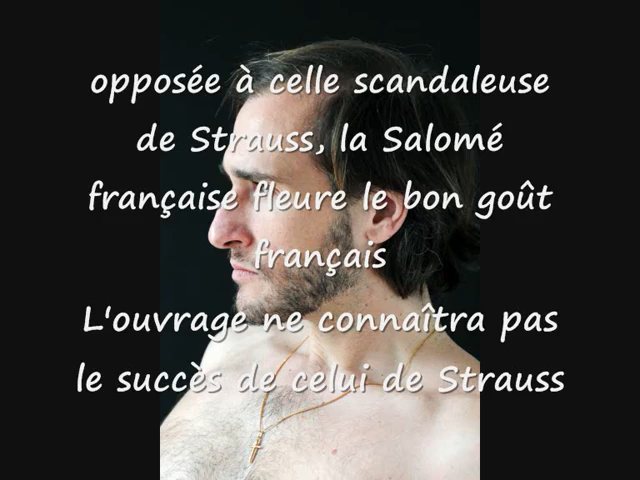 opposée à celle scandaleuse
de Strauss, la Salomé
française fleure le bon goût
français
L'ouvrage ne connaîtra pas
le succès de celui de Strauss